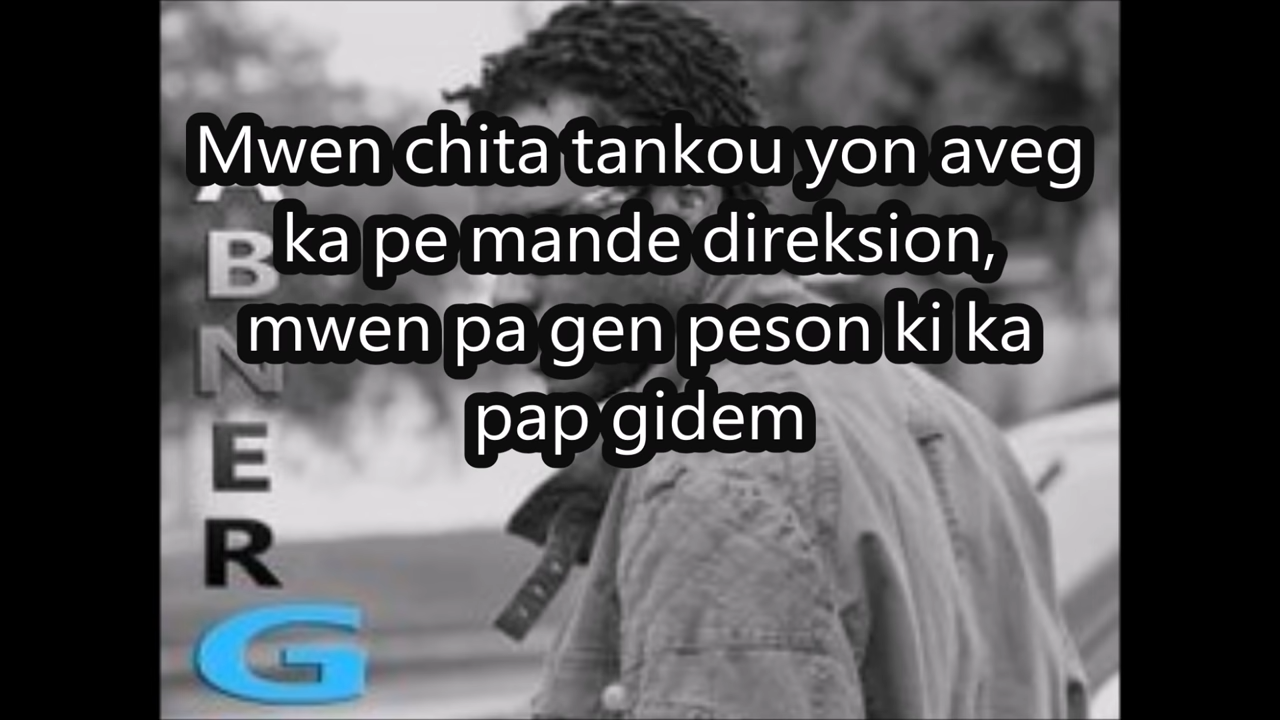 Mwen chita tankou yon aveg
ka pe mande direksion,
mwen pa gen peson ki ka
pap gidem
ABNER
G